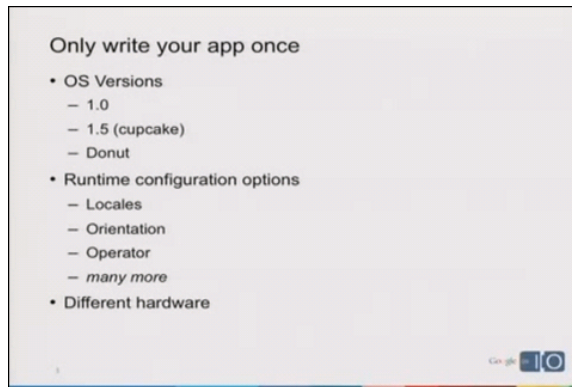 Only write your app once
• OS Versions
– 1.0
– 1.5 (cupcake)
– Donut
• Runtime configuration options
– Locales
– Orientation
– Operator
– many more
• Different hardware
Google IO